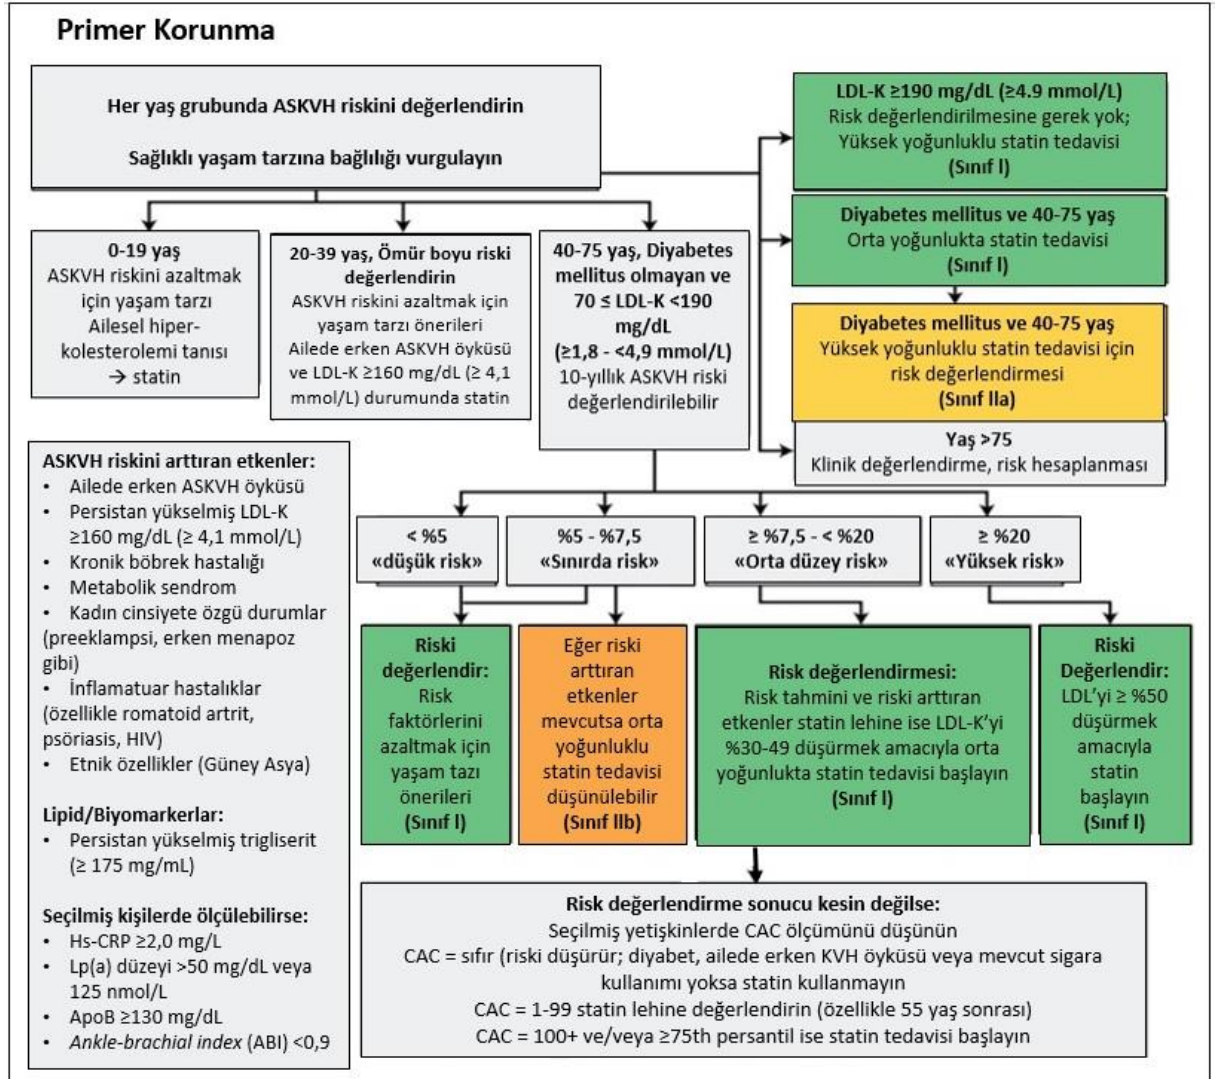 Primer Korunma
Her yaş grubunda ASKVH riskini değerlendirin
Sağlıklı yaşam tarzına bağlılığı vurgulayın
LDL-K ≥190 mg/dL (≥4.9 mmol/L)
Risk değerlendirilmesine gerek yok;
Yüksek yoğunluklu statin tedavisi
(Sınıf I)
Diyabetes mellitus ve 40-75 yaş
Orta yoğunlukta statin tedavisi
(Sınıf I)
Diyabetes mellitus ve 40-75 yaş
Yüksek yoğunluklu statin tedavisi için
risk değerlendirmesi
(Sınıf IIa)
Yaş >75
Klinik değerlendirme, risk hesaplanması
0-19 yaş
ASKVH riskini azaltmak
için yaşam tarzı
Ailesel hiper-
kolesterolemi tanısı
→ statin
20-39 yaş, Ömür boyu riski
değerlendirin
ASKVH riskini azaltmak için
yaşam tarzı önerileri
Ailede erken ASKVH öyküsü
ve LDL-K ≥160 mg/dL (≥ 4,1
mmol/L) durumunda statin
40-75 yaş, Diyabetes
mellitus olmayan ve
70 ≤ LDL-K <190
mg/dL
(≥1,8 - <4,9 mmol/L)
10-yıllık ASKVH riski
değerlendirilebilir
ASKVH riskini arttıran etkenler:
• Ailede erken ASKVH öyküsü
• Persistan yükselmiş LDL-K
≥160 mg/dL (≥ 4,1 mmol/L)
• Kronik böbrek hastalığı
• Metabolik sendrom
• Kadın cinsiyete özgü durumlar
(preeklampsi, erken menapoz
gibi)
• İnflamatuar hastalıklar
(özellikle romatoid artrit,
psöriasis, HIV)
• Etnik özellikler (Güney Asya)
Lipid/Biyomarkerlar:
• Persistan yükselmiş trigliserit
(≥ 175 mg/mL)
Seçilmiş kişilerde ölçülebilirse:
• Hs-CRP ≥2,0 mg/L
• Lp(a) düzeyi >50 mg/dL veya
125 nmol/L
• ApoB ≥130 mg/dL
• Ankle-brachial index (ABI) <0,9
< %5
«düşük risk»
%5 - %7,5
«Sınırda risk»
≥ %7,5 - < %20
«Orta düzey risk»
≥ %20
«Yüksek risk»
Riski
değerlendir:
Risk
faktörlerini
azaltmak için
yaşam tazı
önerileri
(Sınıf I)
Eğer riski
arttıran
etkenler
mevcutsa orta
yoğunluklu
statin tedavisi
düşünülebilir
(Sınıf IIb)
Risk değerlendirmesi:
Risk tahmini ve riski arttıran
etkenler statin lehine ise LDL-K'yi
%30-49 düşürmek amacıyla orta
yoğunlukta statin tedavisi başlayın
(Sınıf I)
Riski
Değerlendir:
LDL'yi ≥ %50
düşürmek
amacıyla
statin
başlayın
(Sınıf I)
Risk değerlendirme sonucu kesin değilse:
Seçilmiş yetişkinlerde CAC ölçümünü düşünün
CAC = sıfır (riski düşürür; diyabet, ailede erken KVH öyküsü veya mevcut sigara
kullanımı yoksa statin kullanmayın
CAC = 1-99 statin lehine değerlendirin (özellikle 55 yaş sonrası)
CAC = 100+ ve/veya ≥75th persantil ise statin tedavisi başlayın